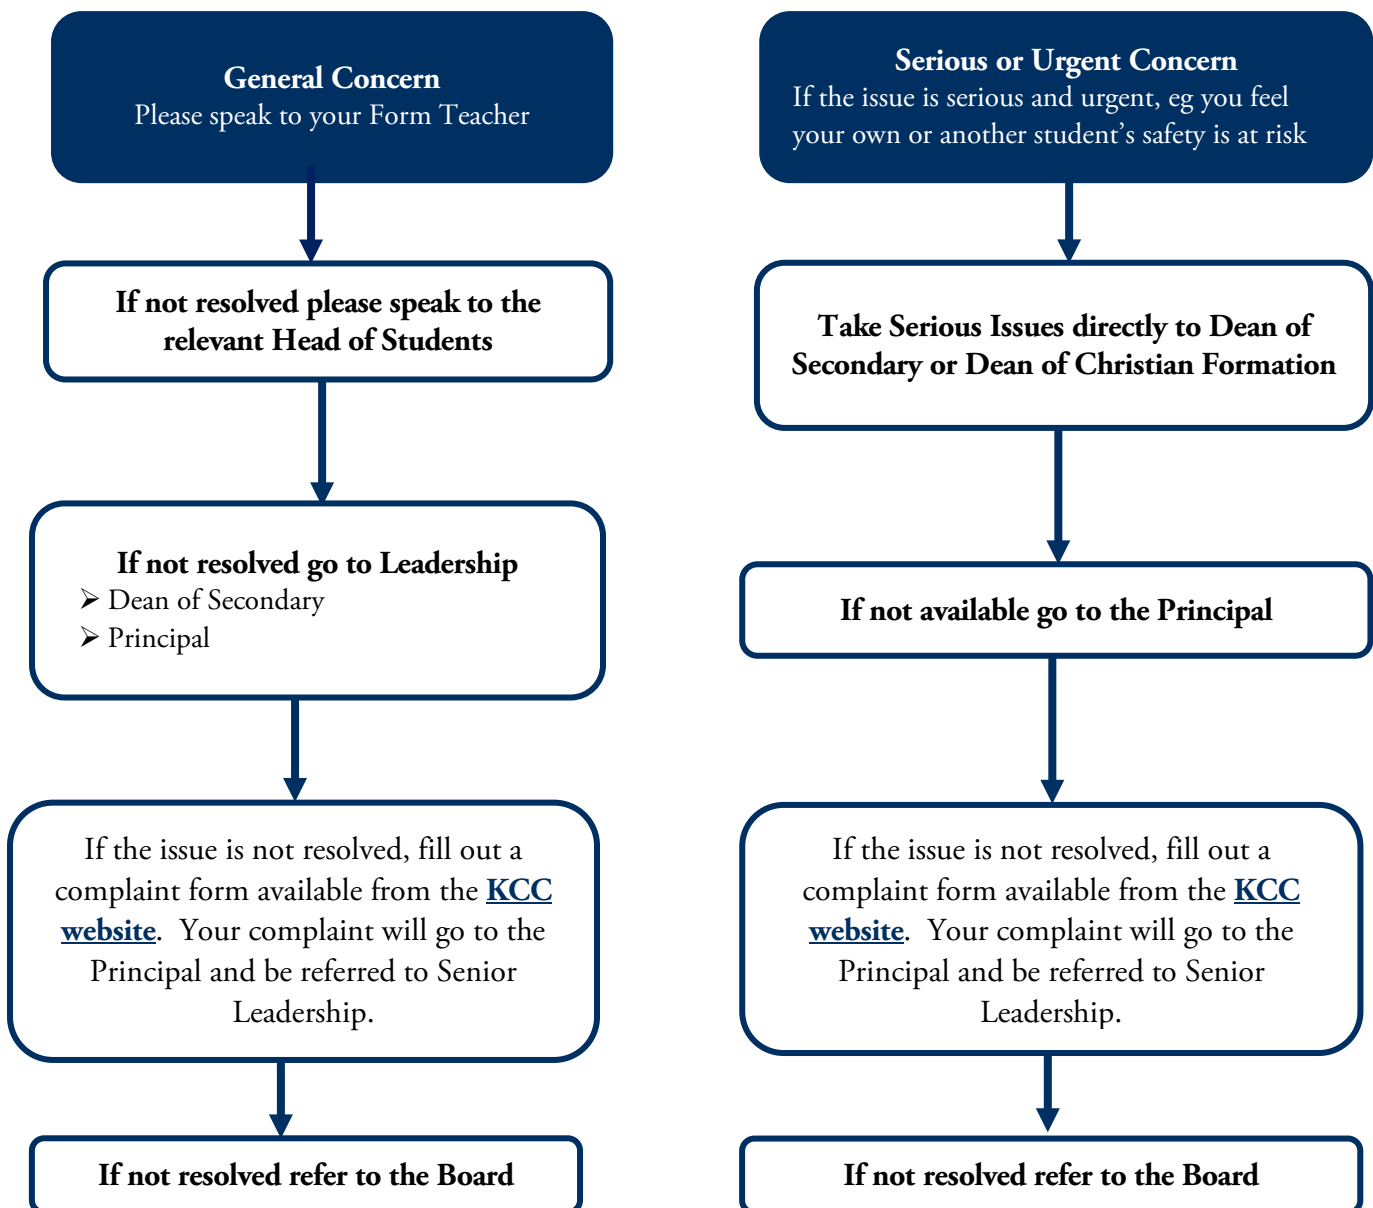 General Concern
Please speak to your Form Teacher
If not resolved please speak to the
relevant Head of Students
If not resolved go to Leadership
➢ Dean of Secondary
➢ Principal
If the issue is not resolved, fill out a
complaint form available from the KCC
website.  Your complaint will go to the
Principal and be referred to Senior
Leadership.
If not resolved refer to the Board
Serious or Urgent Concern
If the issue is serious and urgent, eg you feel
your own or another student’s safety is at risk
Take Serious Issues directly to Dean of
Secondary or Dean of Christian Formation
If not available go to the Principal
If the issue is not resolved, fill out a
complaint form available from the KCC
website.  Your complaint will go to the
Principal and be referred to Senior
Leadership.
If not resolved refer to the Board